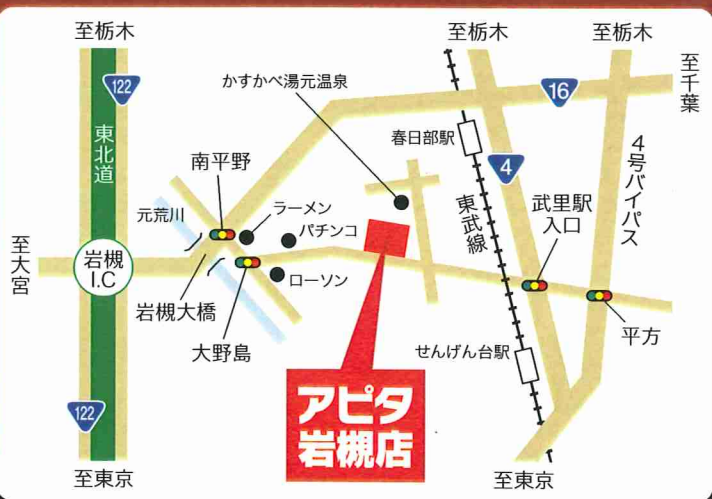 至栃木
至栃木
至栃木
122
かすかべ湯元温泉
16
至千葉
東北道
春日部駅
4号バイパス
南平野
4
武里駅
入口
元荒川
ラーメン
東武線
パチンコ
至大宮
岩槻
I.C
ローソン
岩槻大橋
平方
大野島
せんげん台駅
アピタ
岩槻店
122
至東京
至東京